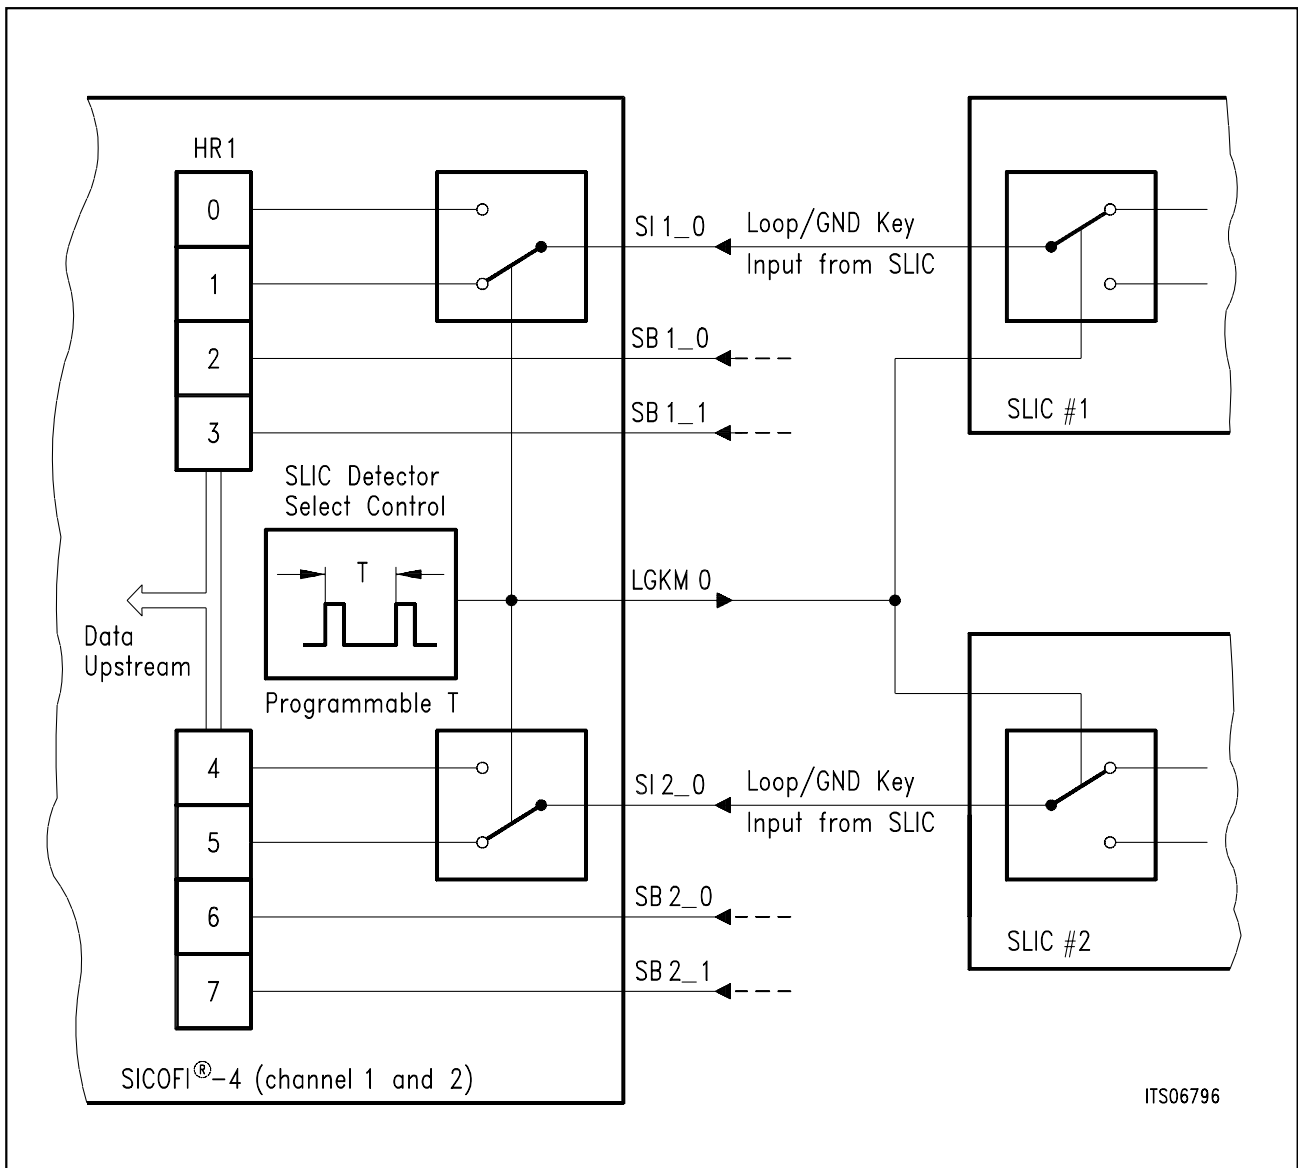 HR1
0
1
2
3
SI 1_0
Loop/GND Key
Input from SLIC
SB 1_0
SB 1_1
SLIC #1
SLIC Detector
Select Control
T
LGKM 0
Data
Upstream
Programmable T
4
5
6
7
SI 2_0
Loop/GND Key
Input from SLIC
SB 2_0
SB 2_1
SLIC #2
SICOFI®-4 (channel 1 and 2)
ITS06796